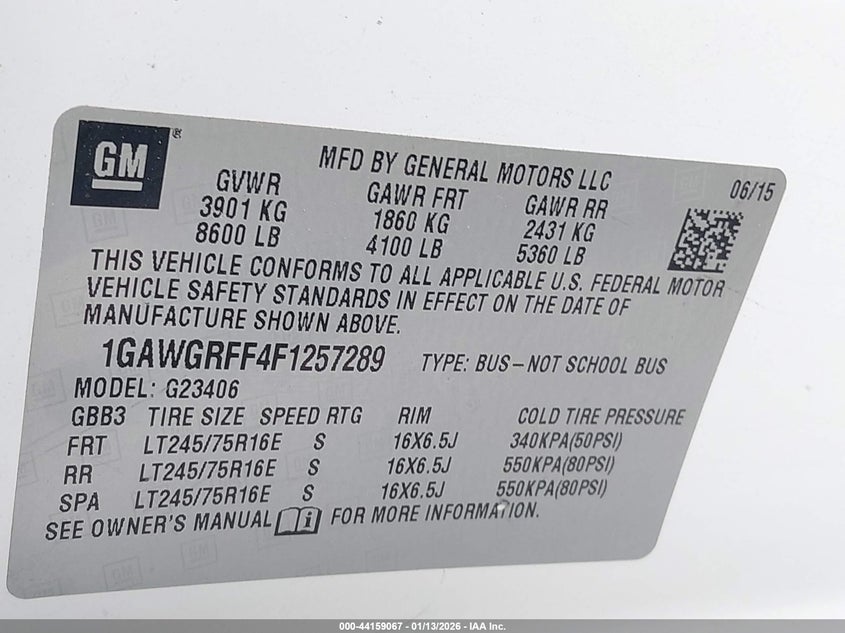 GM ®
MFD BY GENERAL MOTORS LLC
06/15
GVWR GAWR FRT GAWR RR
3901 KG 1860 KG 2431 KG
8600 LB 4100 LB 5360 LB
THIS VEHICLE CONFORMS TO ALL APPLICABLE U.S. FEDERAL MOTOR
VEHICLE SAFETY STANDARDS IN EFFECT ON THE DATE OF
MANUFACTURE SHOWN ABOVE.
1GAWGRFF4F1257289 TYPE: BUS–NOT SCHOOL BUS
MODEL: G23406
GBB3 TIRE SIZE SPEED RTG RIM COLD TIRE PRESSURE
FRT LT245/75R16E S 16X6.5J 340KPA(50PSI)
RR LT245/75R16E S 16X6.5J 550KPA(80PSI)
SPA LT245/75R16E S 16X6.5J 550KPA(80PSI)
SEE OWNER'S MANUAL FOR MORE INFORMATION.
000-44159067 - 01/13/2026 - IAA Inc.